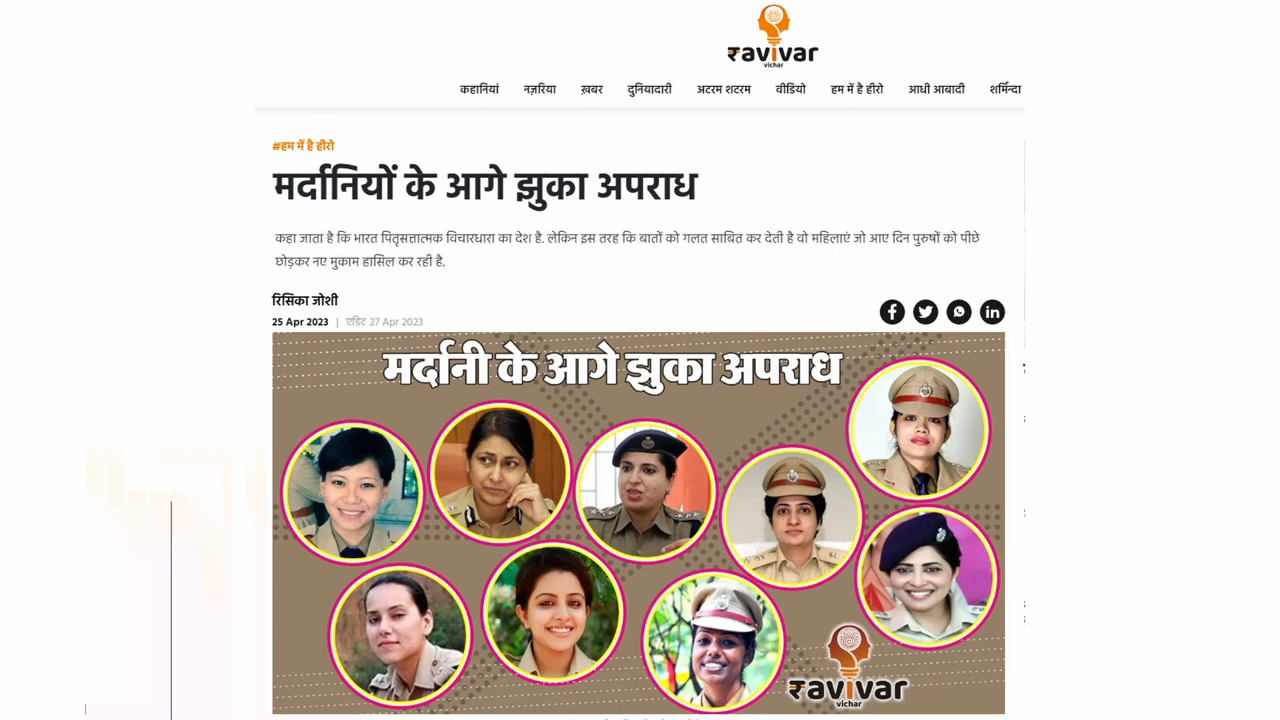 रavivar
vichar
कहानियां नज़रिया ख़बर दुनियादारी अटरम शटरम वीडियो हम में है हीरो आधी आबादी शर्मिन्दा
#हम में है हीरो
मर्दानियों के आगे झुका अपराध
कहा जाता है कि भारत पितृसत्तात्मक विचारधारा का देश है. लेकिन इस तरह कि बातों को गलत साबित कर देती है वो महिलाएं जो आए दिन पुरुषों को पीछे
छोड़कर नए मुकाम हासिल कर रही है.
रिसिका जोशी
25 Apr 2023 | एडिट 27 Apr 2023
मर्दानी के आगे झुका अपराध
रavivar
vichar